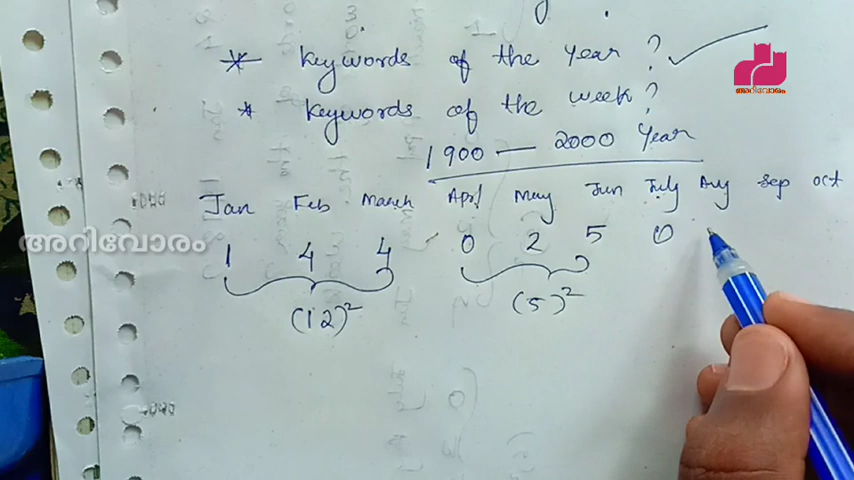 അറിവോരം
* Keywords of the Year ?
* Keywords of the week ?
1900 — 2000 Year
Jan Feb March April May Jun July Aug Sep Oct
അറിവോരം
1 4 4 0 2 5 0
(12)² (5)²